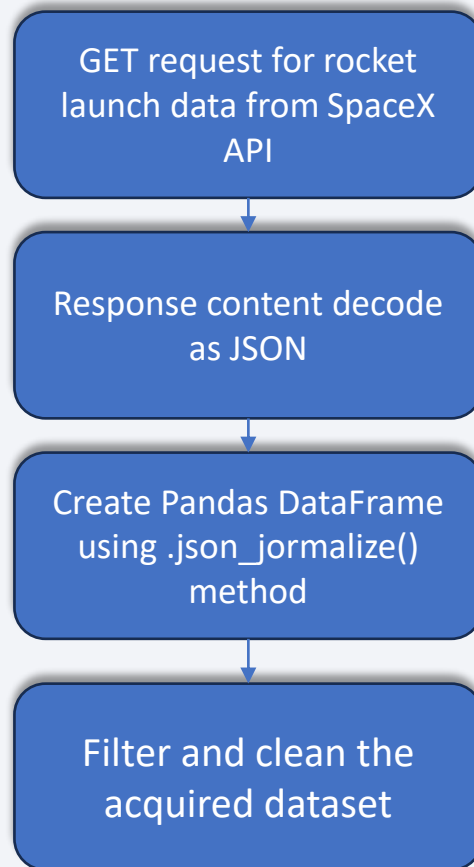 GET request for rocket
launch data from SpaceX
API
Response content decode
as JSON
Create Pandas DataFrame
using .json_jormalize()
method
Filter and clean the
acquired dataset